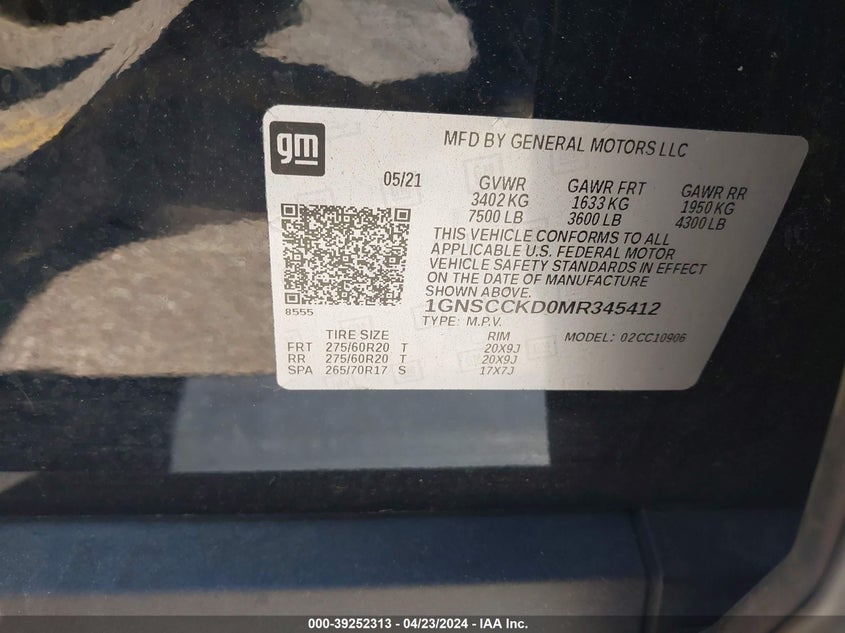 gm
MFD BY GENERAL MOTORS LLC
05/21 GVWR GAWR FRT GAWR RR
3402 KG 1633 KG 1950 KG
7500 LB 3600 LB 4300 LB
THIS VEHICLE CONFORMS TO ALL
APPLICABLE U.S. FEDERAL MOTOR
VEHICLE SAFETY STANDARDS IN EFFECT
ON THE DATE OF MANUFACTURE
SHOWN ABOVE.
8555
1GNSCCKD0MR345412
TYPE: M.P.V. MODEL: 02CC10906
TIRE SIZE RIM
FRT 275/60R20 T 20X9J
RR 275/60R20 T 20X9J
SPA 265/70R17 S 17X7J
000-39252313 - 04/23/2024 - IAA Inc.